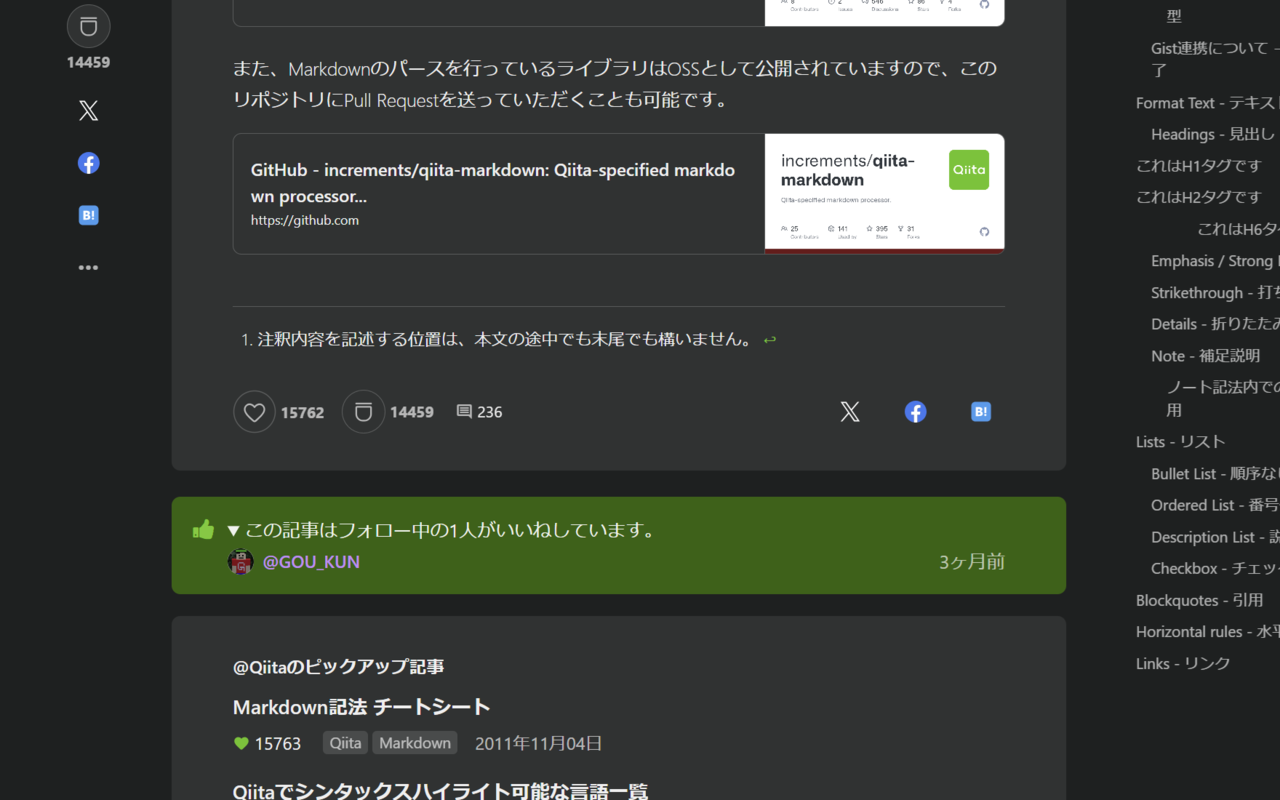 14459
B!
8
2
546
86
4
また、Markdownのパースを行っているライブラリはOSSとして公開されていますので、この
リポジトリにPull Requestを送っていただくことも可能です。
GitHub - increments/qiita-markdown: Qiita-specified markdo
wn processor...
https://github.com
increments/qiita-
markdown
Qiita
Qiita-specified markdown processor.
25
141
395
31
Contributors
Used by
Stars
Forks
1. 注釈内容を記述する位置は、本文の途中でも末尾でも構いません。 ↩
15762
14459
236
B!
▼ この記事はフォロー中の1人がいいねしています。
@GOU_KUN
3ヶ月前
@Qiitaのピックアップ記事
Markdown記法 チートシート
15763
Qiita
Markdown
2011年11月04日
Qiitaでシンタックスハイライト可能な言語一覧
型
Gist連携について -
了
Format Text - テキスト
Headings - 見出し
これはH1タグです
これはH2タグです
これはH6タ
Emphasis / Strong
Strikethrough - 打ち
Details - 折りたたみ
Note - 補足説明
ノート記法内での
用
Lists - リスト
Bullet List - 順序な
Ordered List - 番号
Description List - 説
Checkbox - チェッ
Blockquotes - 引用
Horizontal rules - 水平
Links - リンク